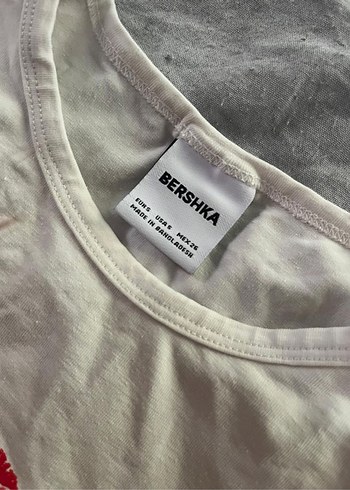 BERSHKA
EUR S USA S MEX 26
MADE IN BANGLADESH